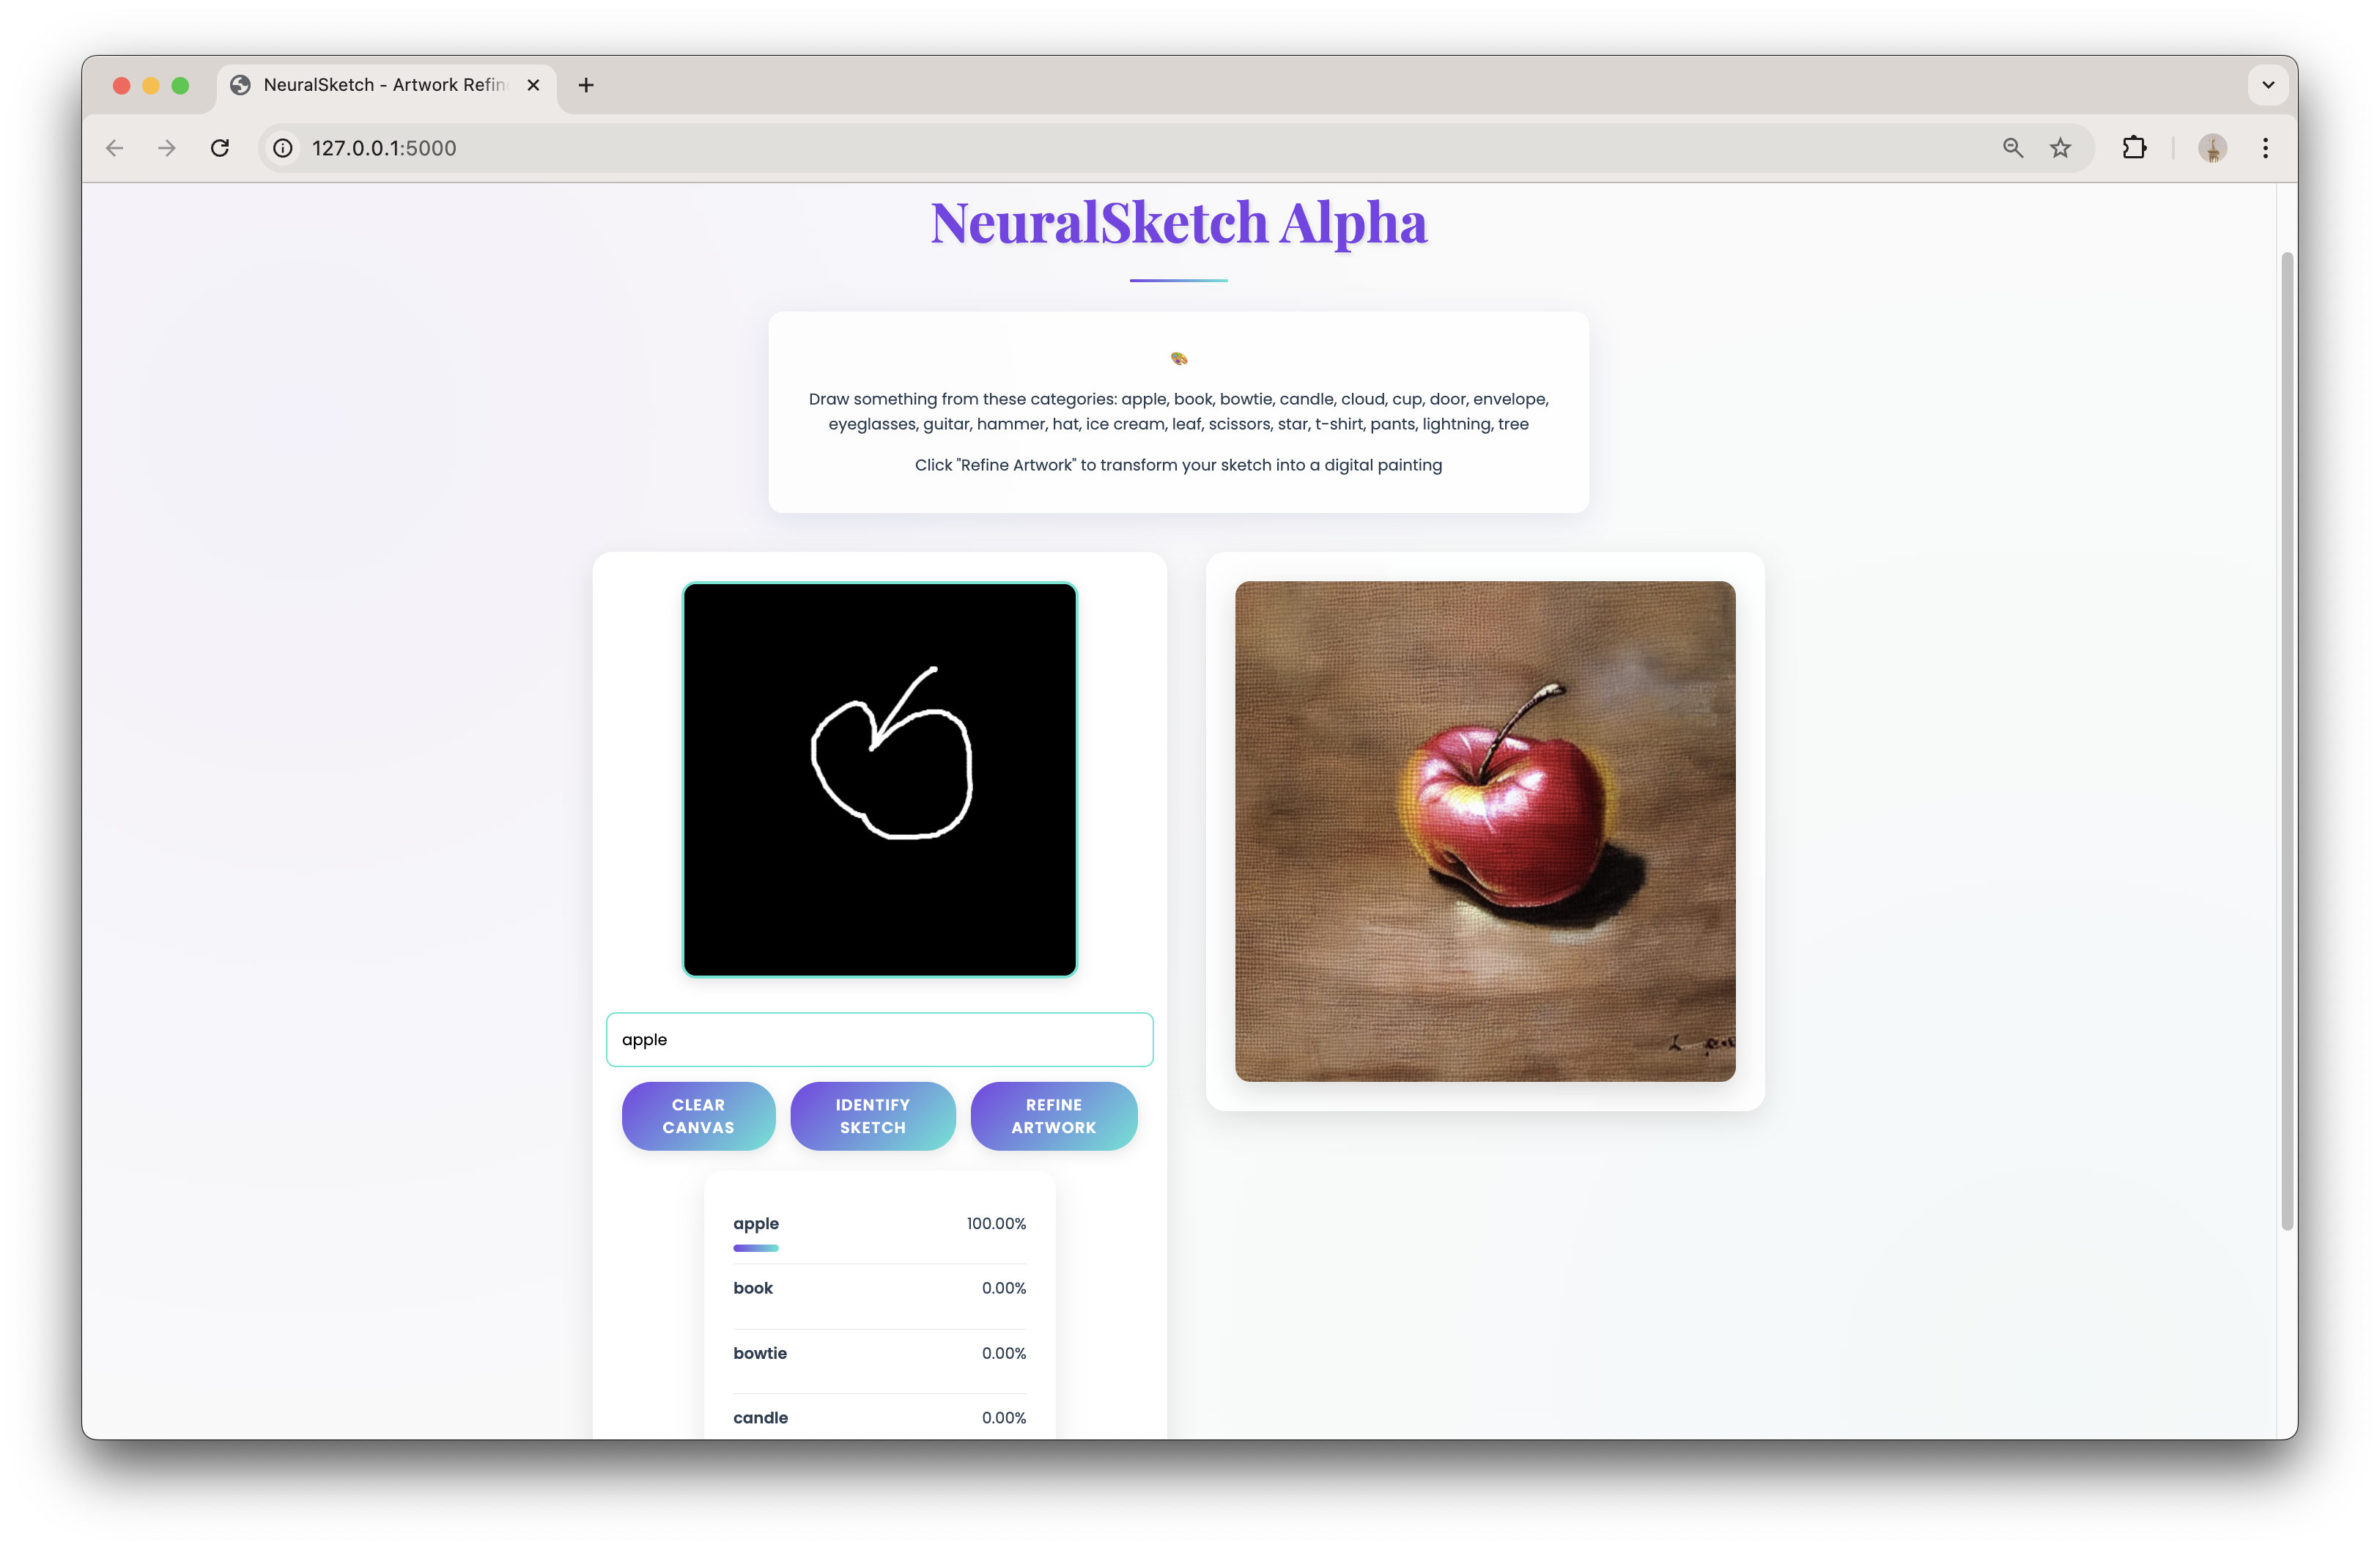 NeuralSketch - Artwork Refin
127.0.0.1:5000
NeuralSketch Alpha
Draw something from these categories: apple, book, bowtie, candle, cloud, cup, door, envelope,
eyeglasses, guitar, hammer, hat, ice cream, leaf, scissors, star, t-shirt, pants, lightning, tree
Click "Refine Artwork" to transform your sketch into a digital painting
apple
CLEAR
CANVAS
IDENTIFY
SKETCH
REFINE
ARTWORK
apple 100.00%
book 0.00%
bowtie 0.00%
candle 0.00%